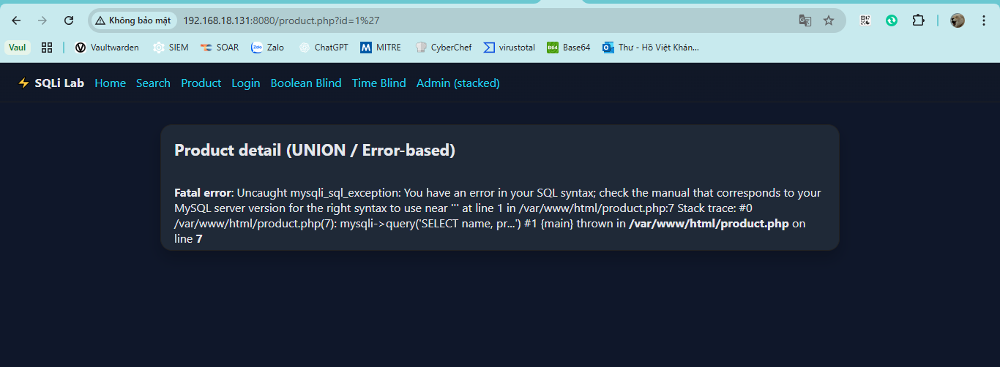 Không bảo mật 192.168.18.131:8080/product.php?id=1%27
Vaul Vaultwarden SIEM SOAR Zalo ChatGPT MITRE CyberChef virustotal Base64 Thư - Hồ Việt Khán...
⚡ SQLi Lab Home Search Product Login Boolean Blind Time Blind Admin (stacked)
Product detail (UNION / Error-based)
Fatal error: Uncaught mysqli_sql_exception: You have an error in your SQL syntax; check the manual that corresponds to your
MySQL server version for the right syntax to use near ''' at line 1 in /var/www/html/product.php:7 Stack trace: #0
/var/www/html/product.php(7): mysqli->query('SELECT name, pr...') #1 {main} thrown in /var/www/html/product.php on
line 7